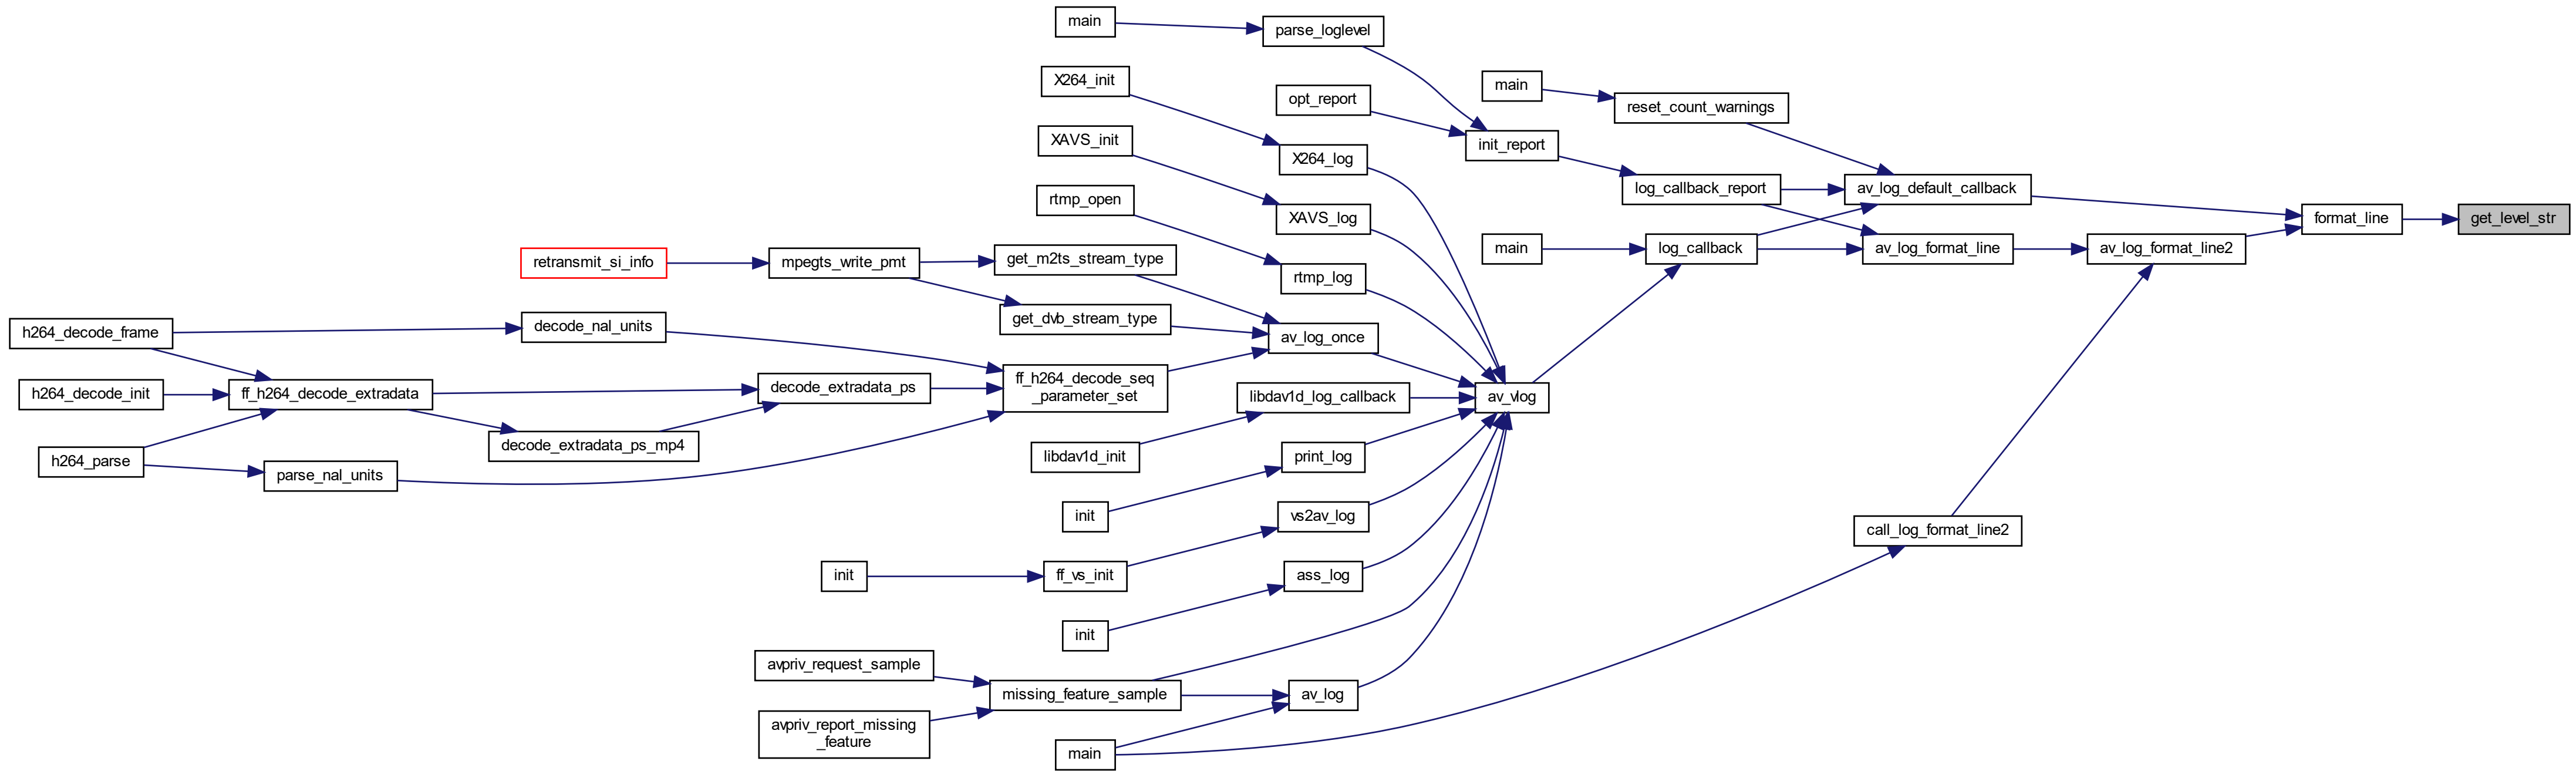 main
parse_loglevel
X264_init
main
opt_report
reset_count_warnings
XAVS_init
init_report
X264_log
log_callback_report
av_log_default_callback
rtmp_open
XAVS_log
format_line
get_level_str
main
log_callback
av_log_format_line
av_log_format_line2
retransmit_si_info
mpegts_write_pmt
get_m2ts_stream_type
rtmp_log
h264_decode_frame
decode_nal_units
get_dvb_stream_type
av_log_once
h264_decode_init
ff_h264_decode_extradata
decode_extradata_ps
ff_h264_decode_seq
_parameter_set
libdav1d_log_callback
av_vlog
decode_extradata_ps_mp4
h264_parse
parse_nal_units
libdav1d_init
print_log
init
vs2av_log
call_log_format_line2
init
ff_vs_init
ass_log
init
avpriv_request_sample
missing_feature_sample
av_log
avpriv_report_missing
_feature
main